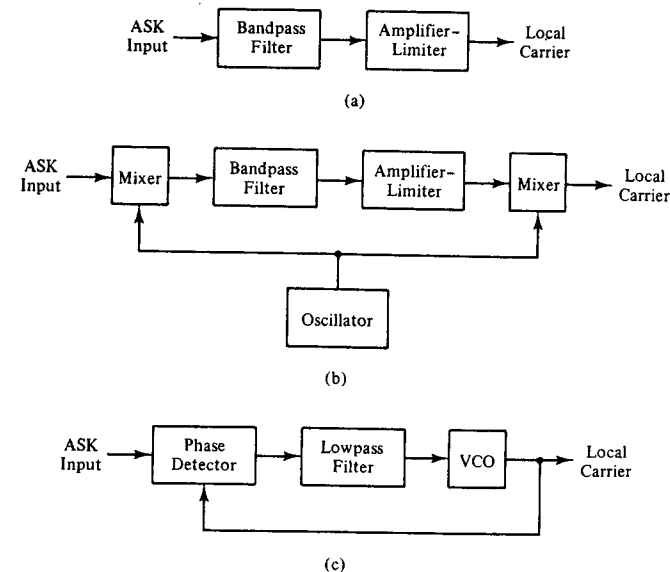 ASK
Input
Bandpass
Filter
Amplifier-
Limiter
Local
Carrier
(a)
ASK
Input
Mixer
Bandpass
Filter
Amplifier-
Limiter
Mixer
Local
Carrier
Oscillator
(b)
ASK
Input
Phase
Detector
Lowpass
Filter
VCO
Local
Carrier
(c)